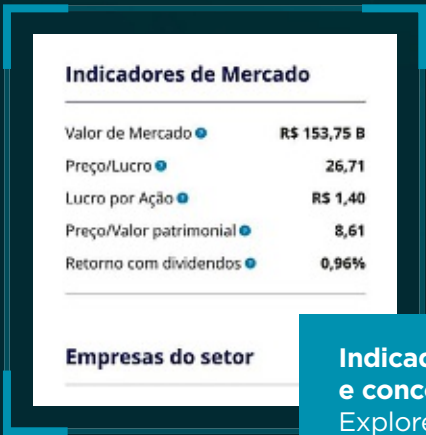 Indicadores de Mercado
Valor de Mercado R$ 153,75 B
Preço/Lucro 26,71
Lucro por Ação R$ 1,40
Preço/Valor patrimonial 8,61
Retorno com dividendos 0,96%
Empresas do setor
Explore